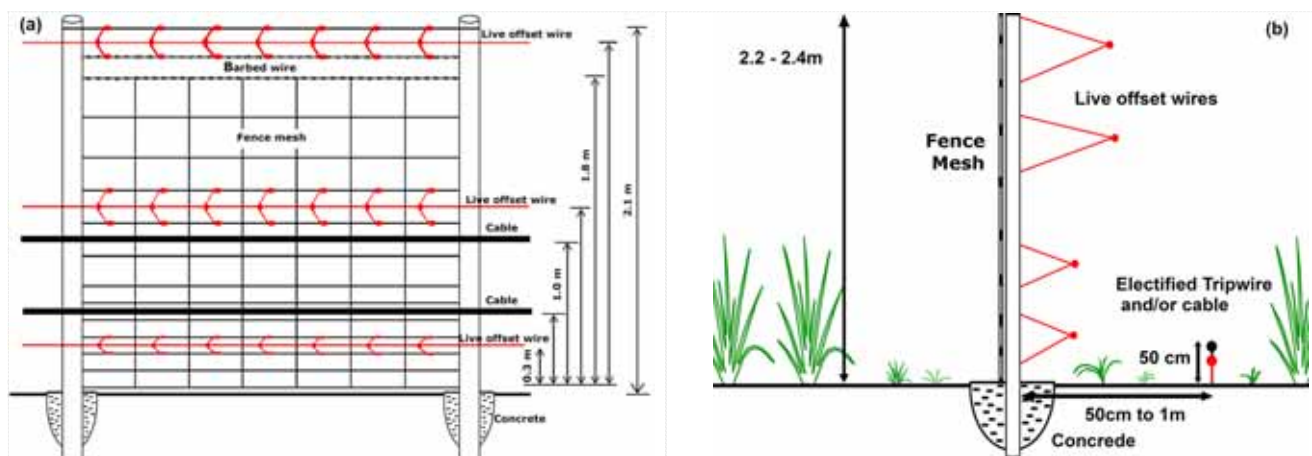 (a)
Live offset wire
Barbed wire
Fence mesh
1.8 m
2.1 m
Live offset wire
Cable
1.0 m
Cable
Live offset wire
0.3 m
Concrete
(b)
2.2 - 2.4m
Live offset wires
Fence
Mesh
Electified Tripwire
and/or cable
50 cm
50cm to 1m
Concrede